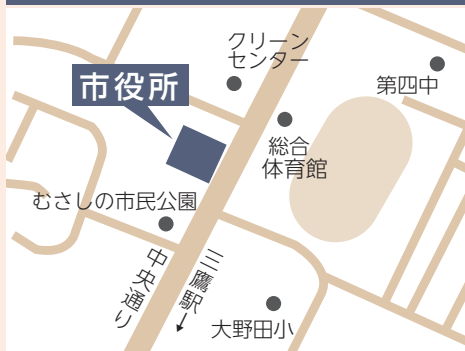 クリーン
センター
第四中
市役所
総合
体育館
むさしの市民公園
中央通り
三鷹駅↓
大野田小